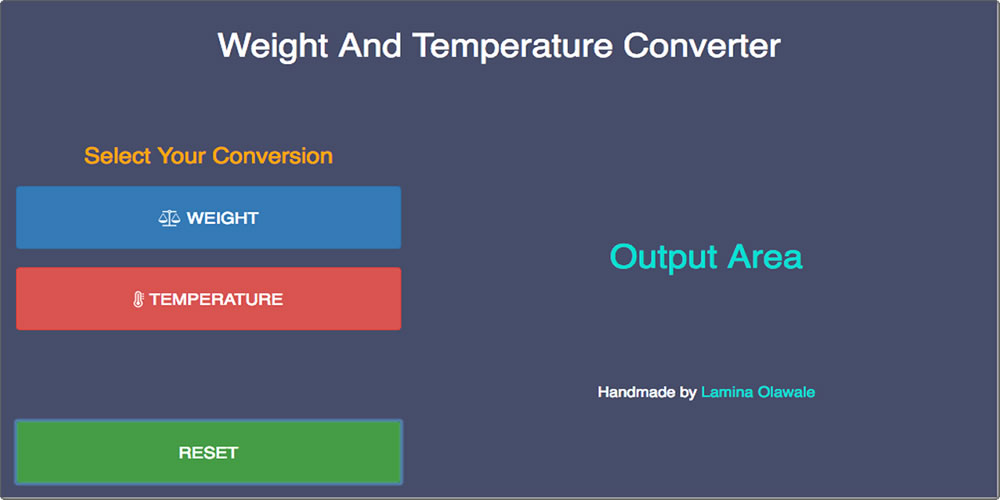 Weight And Temperature Converter
Select Your Conversion
WEIGHT
TEMPERATURE
RESET
Output Area
Handmade by Lamina Olawale